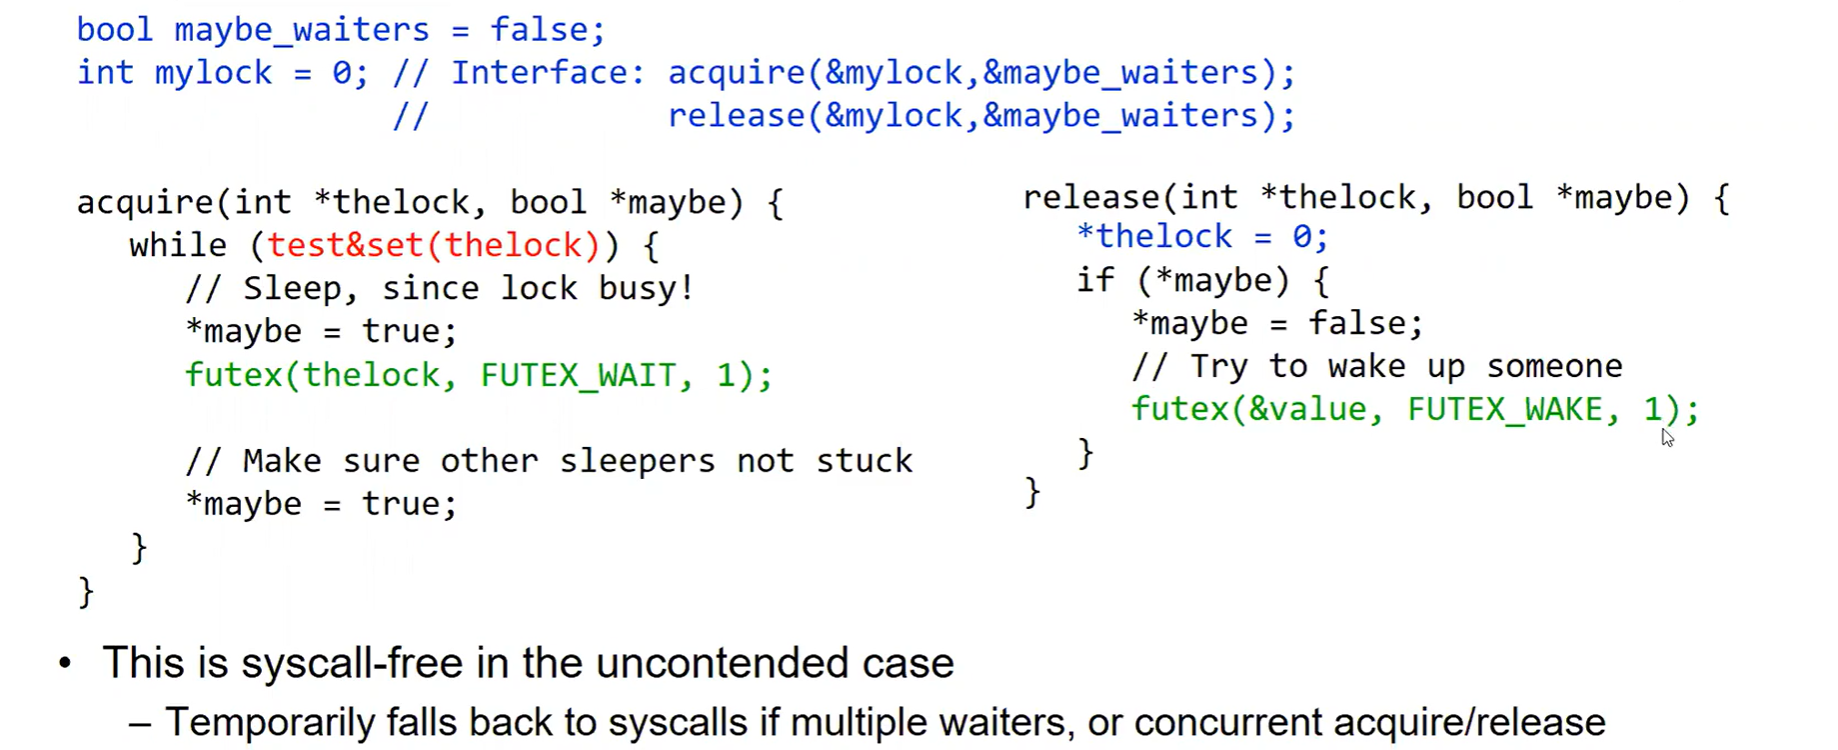 bool maybe_waiters = false;
int mylock = 0; // Interface: acquire(&mylock,&maybe_waiters);
// release(&mylock,&maybe_waiters);
acquire(int *thelock, bool *maybe) {
while (test&set(thelock)) {
// Sleep, since lock busy!
*maybe = true;
futex(thelock, FUTEX_WAIT, 1);
// Make sure other sleepers not stuck
*maybe = true;
}
}
release(int *thelock, bool *maybe) {
*thelock = 0;
if (*maybe) {
*maybe = false;
// Try to wake up someone
futex(&value, FUTEX_WAKE, 1);
}
}
• This is syscall-free in the uncontended case
– Temporarily falls back to syscalls if multiple waiters, or concurrent acquire/release